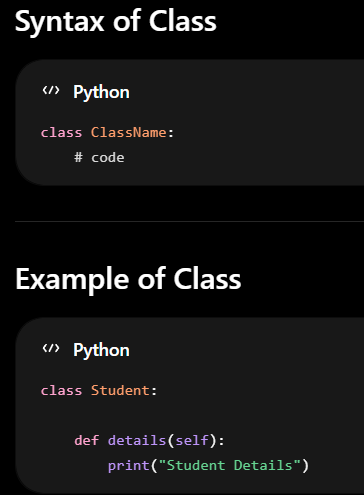 Syntax of Class
</> Python
class ClassName:
    # code
Example of Class
</> Python
class Student:
    def details(self):
        print("Student Details")